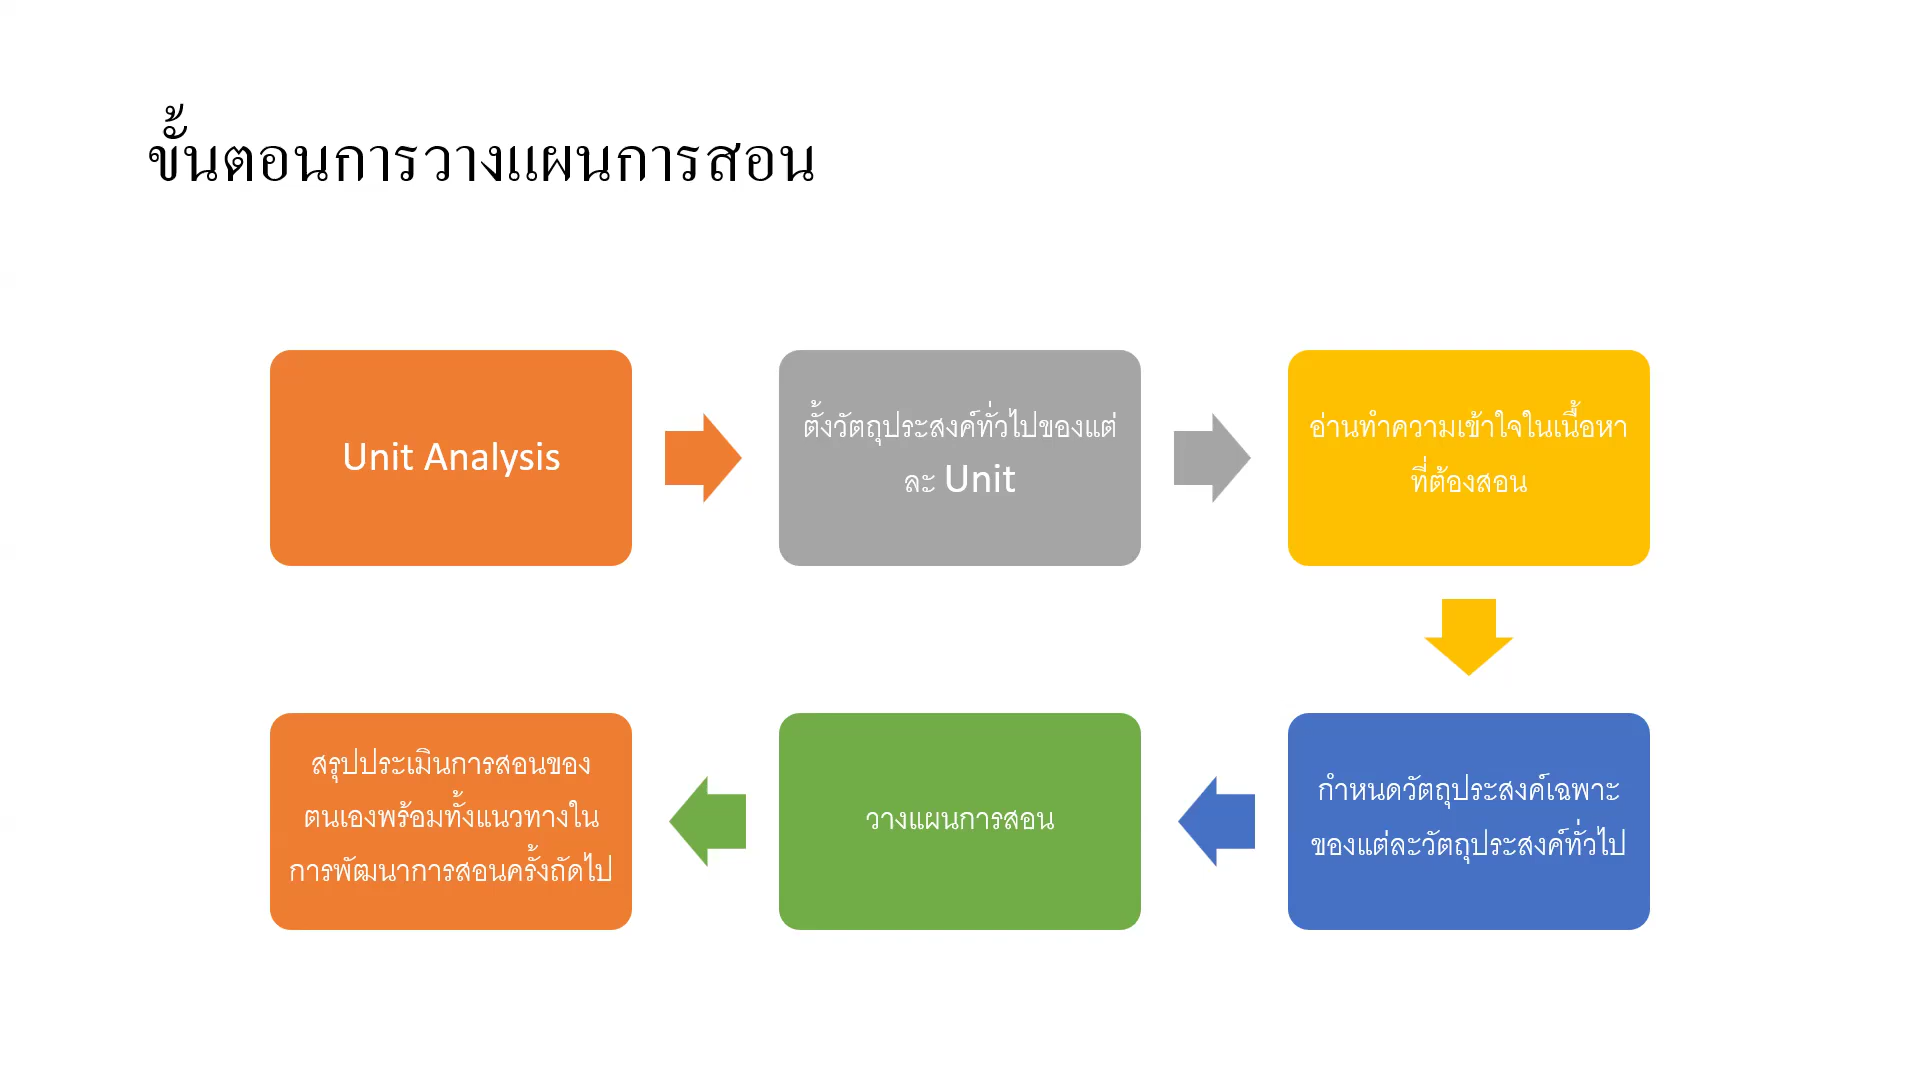 ขั้นตอนการวางแผนการสอน
Unit Analysis
ตั้งวัตถุประสงค์ทั่วไปของแต่
ละ Unit
อ่านทำความเข้าใจในเนื้อหา
ที่ต้องสอน
กำหนดวัตถุประสงค์เฉพาะ
ของแต่ละวัตถุประสงค์ทั่วไป
วางแผนการสอน
สรุปประเมินการสอนของ
ตนเองพร้อมทั้งแนวทางใน
การพัฒนาการสอนครั้งถัดไป